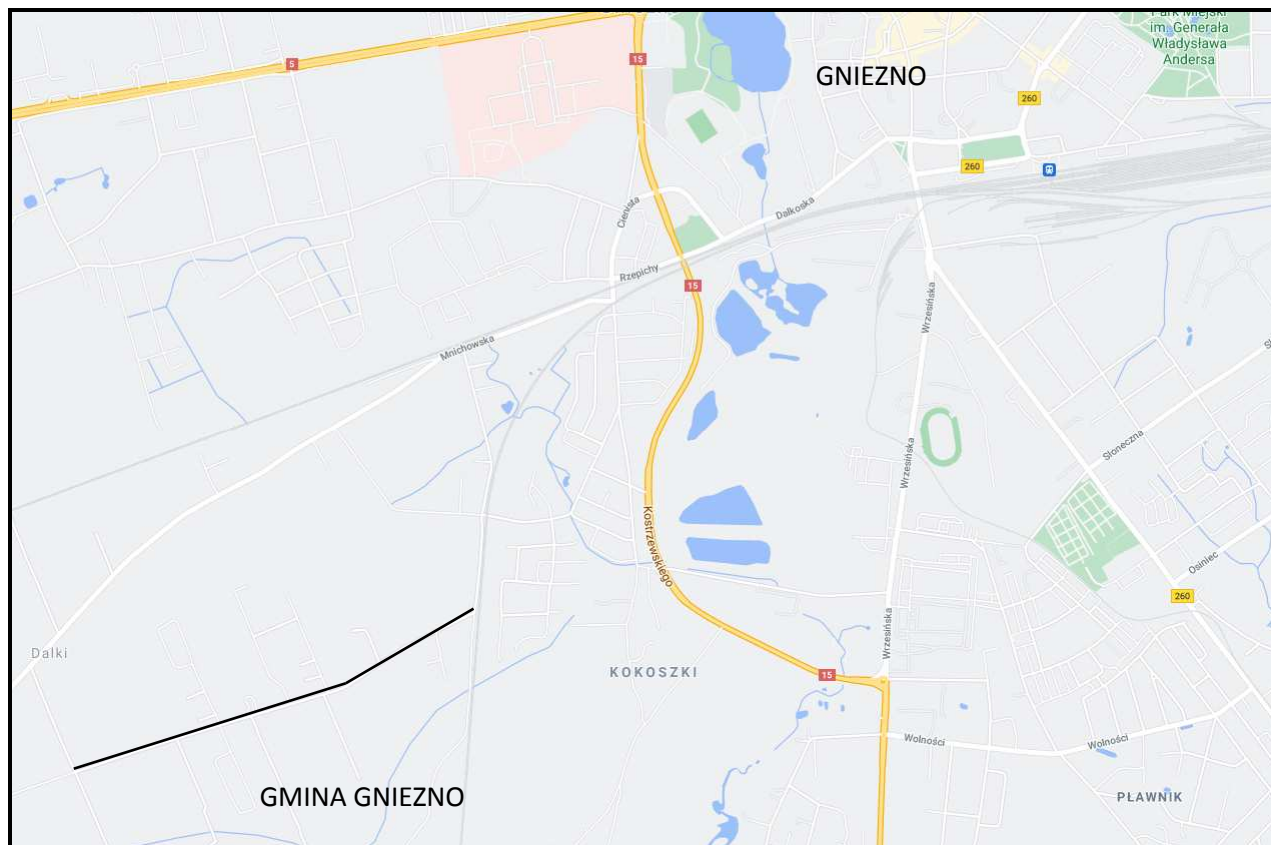 Park Miejski
im. Generała
Władysława
Andersa
GNIEZNO
5
15
260
260
Cienista
Dalkoska
Rzepichy
15
Mnichowska
Wrzesińska
Słoneczna
Wrzesińska
Kostrzewskiego
Osiniec
260
Wrzesińska
Dalki
KOKOSZKI
15
Wolności
Wolności
GMINA GNIEZNO
PŁAWNIK